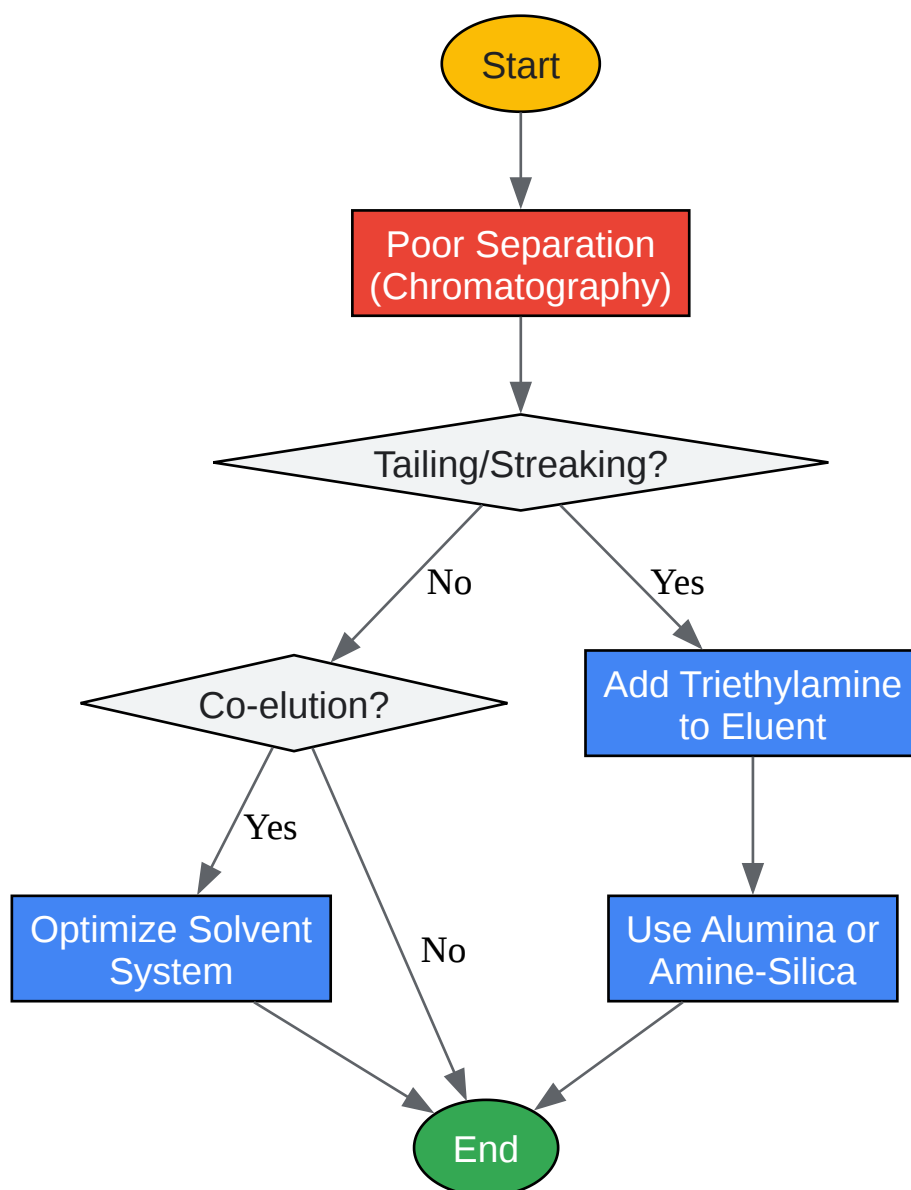 Start
Poor Separation
(Chromatography)
Tailing/Streaking?
No
Yes
Co-elution?
Add Triethylamine
to Eluent
Yes
No
Optimize Solvent
System
Use Alumina or
Amine-Silica
End